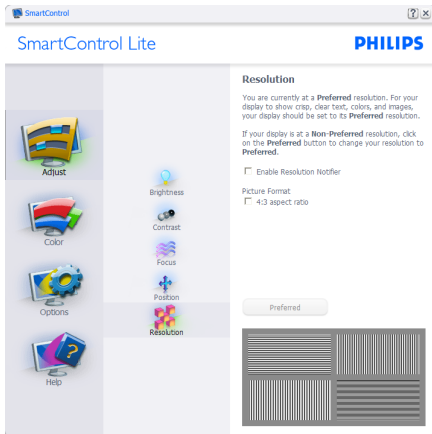 SmartControl
SmartControl Lite
PHILIPS
Adjust
Color
Options
Help
Brightness
Contrast
Focus
Position
Resolution
Resolution
You are currently at a Preferred resolution. For your
display to show crisp, clear text, colors, and images,
your display should be set to its Preferred resolution.
If your display is at a Non-Preferred resolution, click
on the Preferred button to change your resolution to
Preferred.
Enable Resolution Notifier
Picture Format
4:3 aspect ratio
Preferred